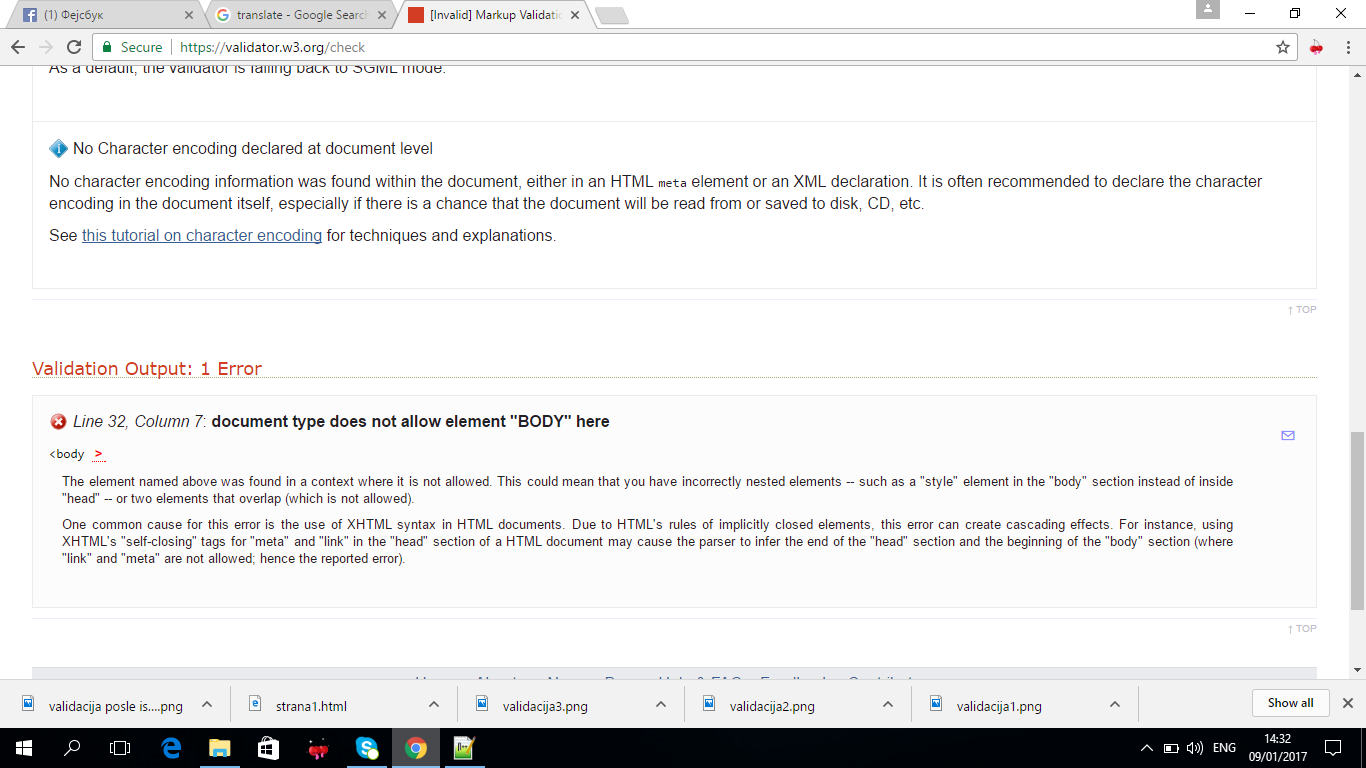 (1) Фејсбук
translate - Google Search
[Invalid] Markup Validatio
Secure
https://validator.w3.org/check
As a default, the validator is falling back to SGML mode.
No Character encoding declared at document level
No character encoding information was found within the document, either in an HTML meta element or an XML declaration. It is often recommended to declare the character
encoding in the document itself, especially if there is a chance that the document will be read from or saved to disk, CD, etc.
See this tutorial on character encoding for techniques and explanations.
↑ TOP
Validation Output: 1 Error
Line 32, Column 7: document type does not allow element "BODY" here
<body >
The element named above was found in a context where it is not allowed. This could mean that you have incorrectly nested elements -- such as a "style" element in the "body" section instead of inside
"head" -- or two elements that overlap (which is not allowed).
One common cause for this error is the use of XHTML syntax in HTML documents. Due to HTML's rules of implicitly closed elements, this error can create cascading effects. For instance, using
XHTML's "self-closing" tags for "meta" and "link" in the "head" section of a HTML document may cause the parser to infer the end of the "head" section and the beginning of the "body" section (where
"link" and "meta" are not allowed; hence the reported error).
↑ TOP
validacija posle is....png
strana1.html
validacija3.png
validacija2.png
validacija1.png
Show all
ENG
14:32
09/01/2017